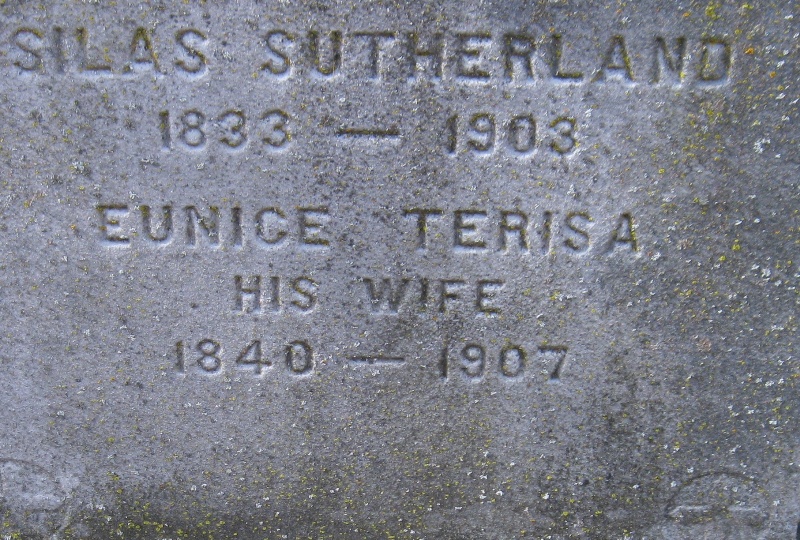 SILAS SUTHERLAND
1833 — 1903
EUNICE TERISA
HIS WIFE
1840 — 1907